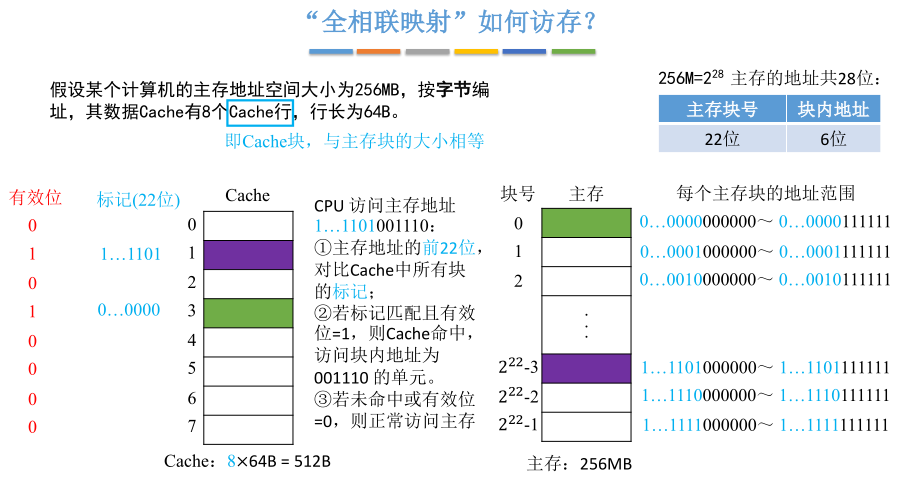 “全相联映射”如何访存？
假设某个计算机的主存地址空间大小为256MB，按字节编
址，其数据Cache有8个Cache行，行长为64B。
即Cache块，与主存块的大小相等
256M=2²⁸ 主存的地址共28位：
主存块号 块内地址
22位 6位
有效位 标记(22位) Cache
0 0
1 1…1101 1
0 2
1 0…0000 3
0 4
0 5
0 6
0 7
Cache：8×64B = 512B
CPU 访问主存地址
1…1101001110：
①主存地址的前22位，
对比Cache中所有块
的标记；
②若标记匹配且有效
位=1，则Cache命中，
访问块内地址为
001110 的单元。
③若未命中或有效位
=0，则正常访问主存
块号 主存 每个主存块的地址范围
0 0…0000000000～ 0…0000111111
1 0…0001000000～ 0…0001111111
2 0…0010000000～ 0…0010111111
⋮
2²²-3 1…1101000000～ 1…1101111111
2²²-2 1…1110000000～ 1…1110111111
2²²-1 1…1111000000～ 1…1111111111
主存：256MB